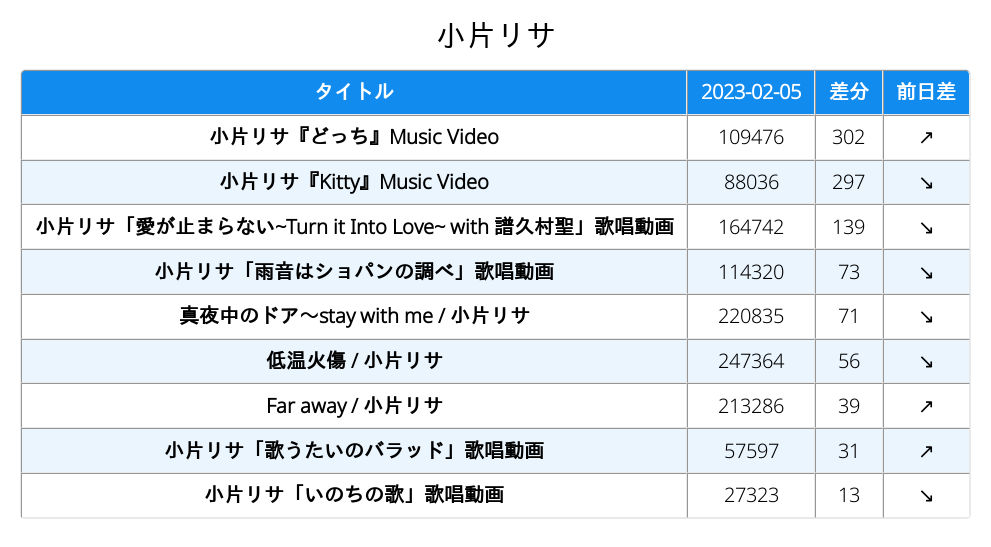 小片リサ
タイトル 2023-02-05 差分 前日差
小片リサ『どっち』Music Video 109476 302 ↗
小片リサ『Kitty』Music Video 88036 297 ↘
小片リサ「愛が止まらない~Turn it Into Love~ with 譜久村聖」歌唱動画 164742 139 ↘
小片リサ「雨音はショパンの調べ」歌唱動画 114320 73 ↘
真夜中のドア～stay with me / 小片リサ 220835 71 ↘
低温火傷 / 小片リサ 247364 56 ↘
Far away / 小片リサ 213286 39 ↗
小片リサ「歌うたいのバラッド」歌唱動画 57597 31 ↗
小片リサ「いのちの歌」歌唱動画 27323 13 ↘